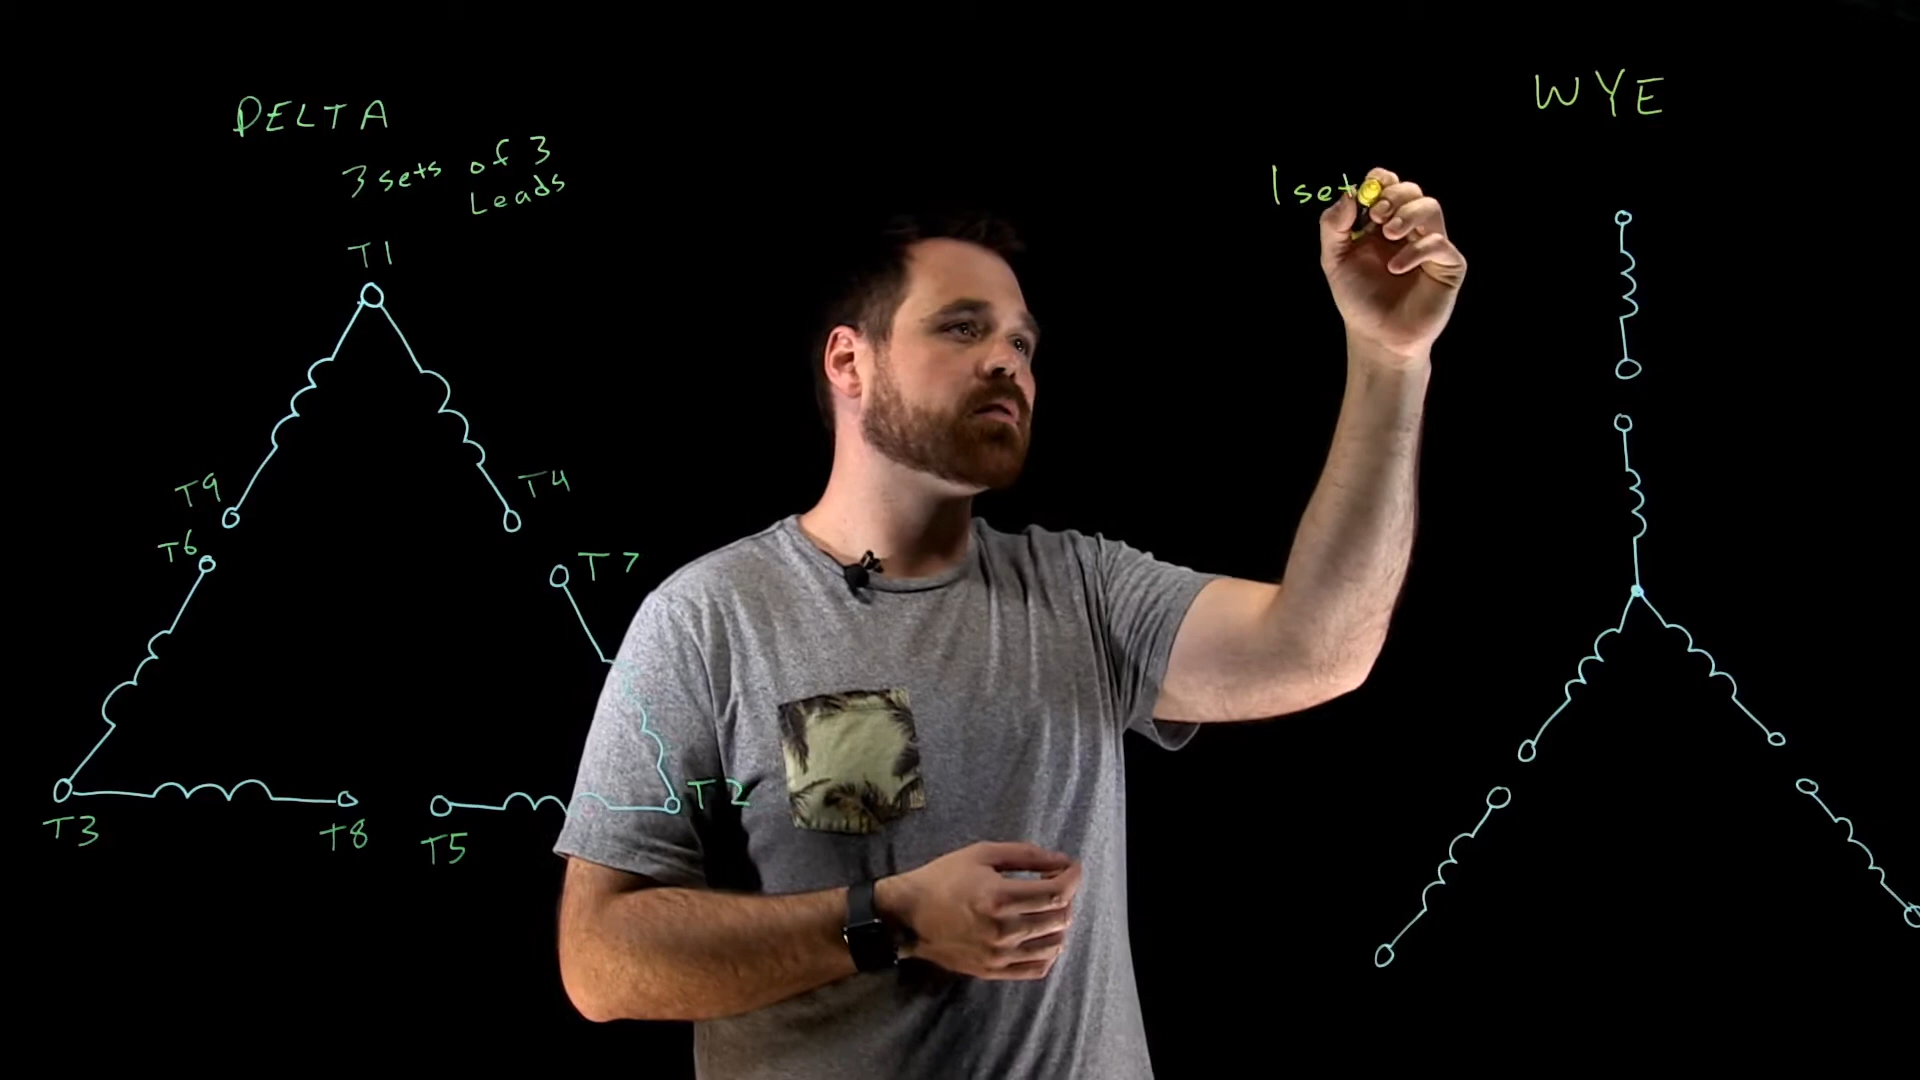 DELTA
3 sets of 3
Leads
T1
T9
T4
T6
T7
T3
T8
T5
T2
WYE
1 set